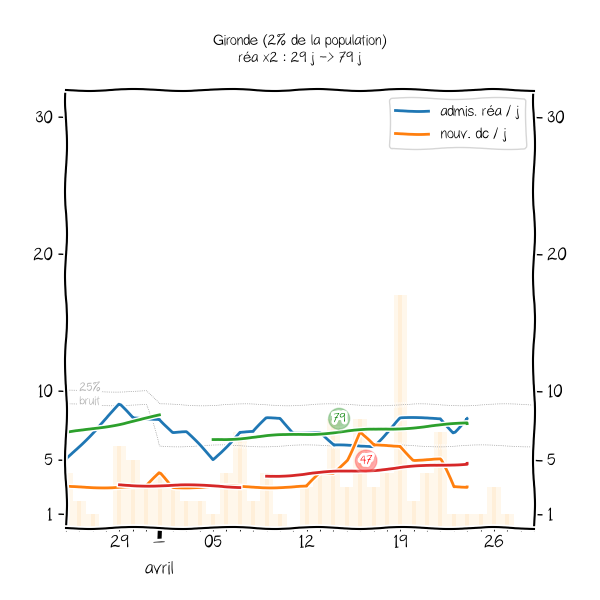 Gironde (2% de la population)
réa x2 : 29 j -> 79 j
admis. réa / j
nouv. dc / j
30 30
20 20
10 10
5 5
1 1
25%
bruit
79
47
29 1 05 12 19 26
avril